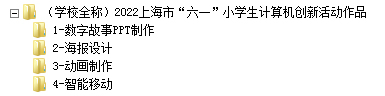 （学校全称）2022上海市“六一”小学生计算机创新活动作品
1-数字故事PPT制作
2-海报设计
3-动画制作
4-智能移动